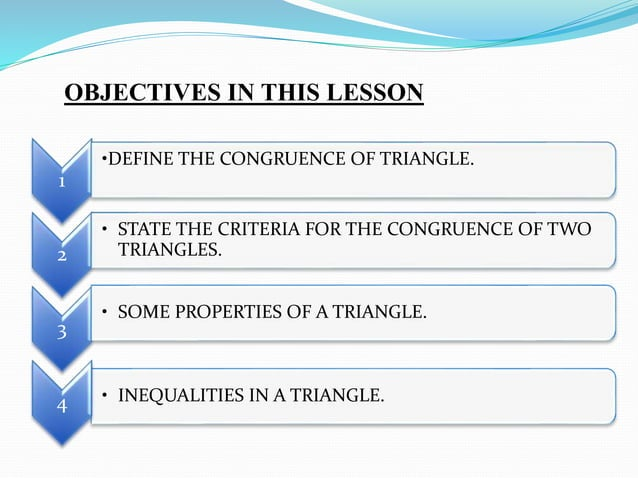 OBJECTIVES IN THIS LESSON
1
•DEFINE THE CONGRUENCE OF TRIANGLE.
2
• STATE THE CRITERIA FOR THE CONGRUENCE OF TWO
TRIANGLES.
3
• SOME PROPERTIES OF A TRIANGLE.
4
• INEQUALITIES IN A TRIANGLE.